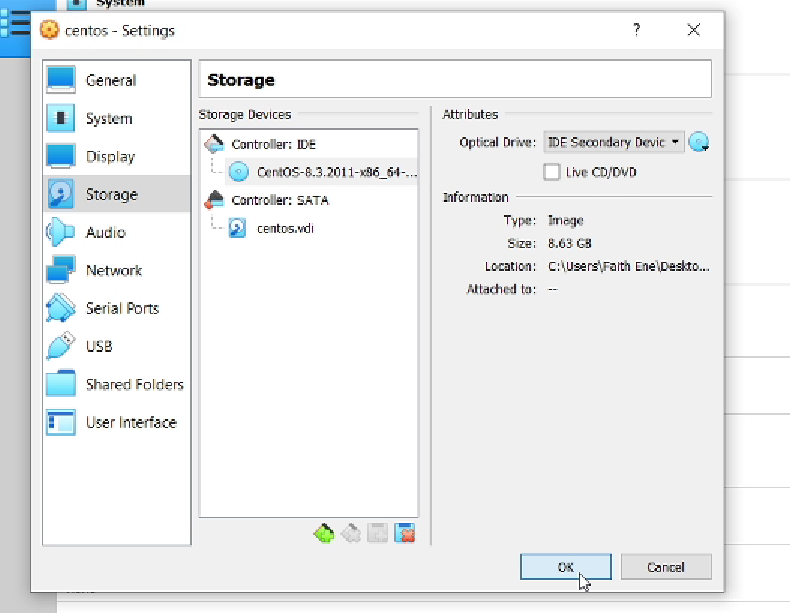 System
centos - Settings
?
General
System
Display
Storage
Audio
Network
Serial Ports
USB
Shared Folders
User Interface
Storage
Storage Devices
Controller: IDE
CentOS-8.3.2011-x86_64-...
Controller: SATA
centos.vdi
Attributes
Optical Drive: IDE Secondary Devic
Live CD/DVD
Information
Type: Image
Size: 8.63 GB
Location: C:\Users\Faith Ene\Deskto...
Attached to: --
OK
Cancel